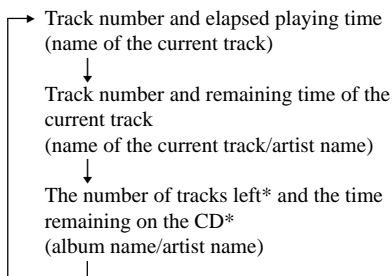 Track number and elapsed playing time
(name of the current track)
Track number and remaining time of the
current track
(name of the current track/artist name)
The number of tracks left* and the time
remaining on the CD*
(album name/artist name)